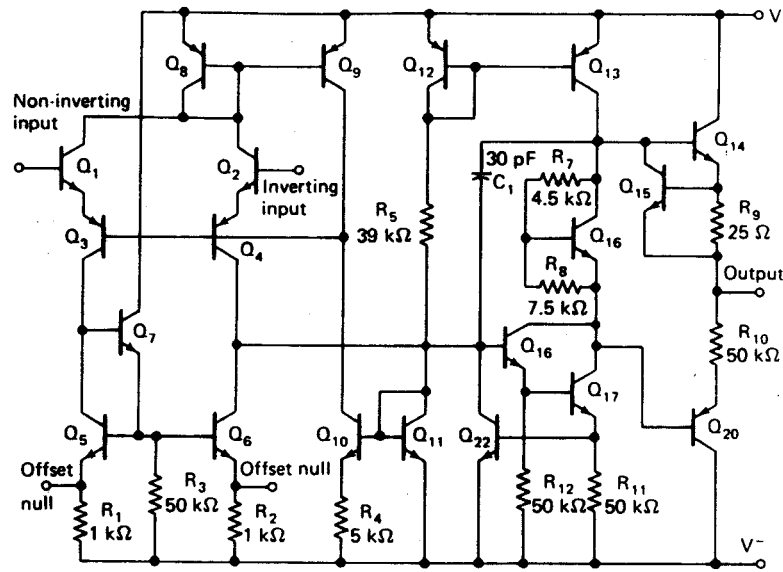 V
Q8
Q9
Q12
Q13
Non-inverting
input
Q14
Q1
Q2
30 pF
C1
R7
4.5 kΩ
Q15
Inverting
input
R9
25 Ω
Q3
Q4
R5
39 kΩ
Q16
R8
7.5 kΩ
Output
Q7
Q16
R10
50 kΩ
Q17
Q5
Q6
Q10
Q11
Q22
Q20
Offset
null
Offset null
R1
1 kΩ
R3
50 kΩ
R2
1 kΩ
R4
5 kΩ
R12
50 kΩ
R11
50 kΩ
V-